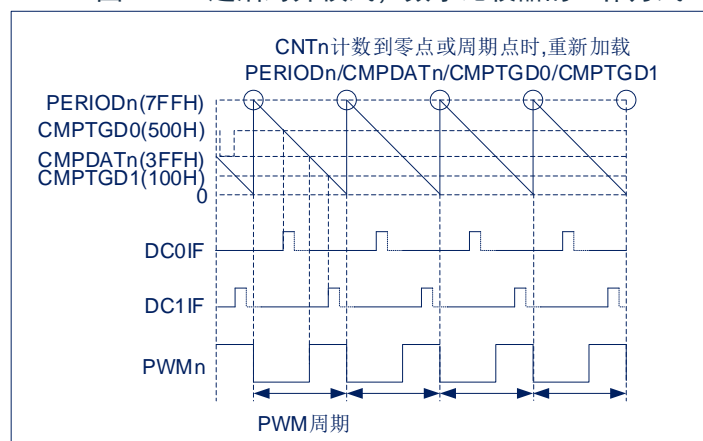 CNTn计数到零点或周期点时,重新加载
PERIODn/CMPDATn/CMPTGD0/CMPTGD1
PERIODn(7FFH)
CMPTGD0(500H)
CMPDATn(3FFH)
CMPTGD1(100H)
0
DC0IF
DC1IF
PWMn
PWM周期